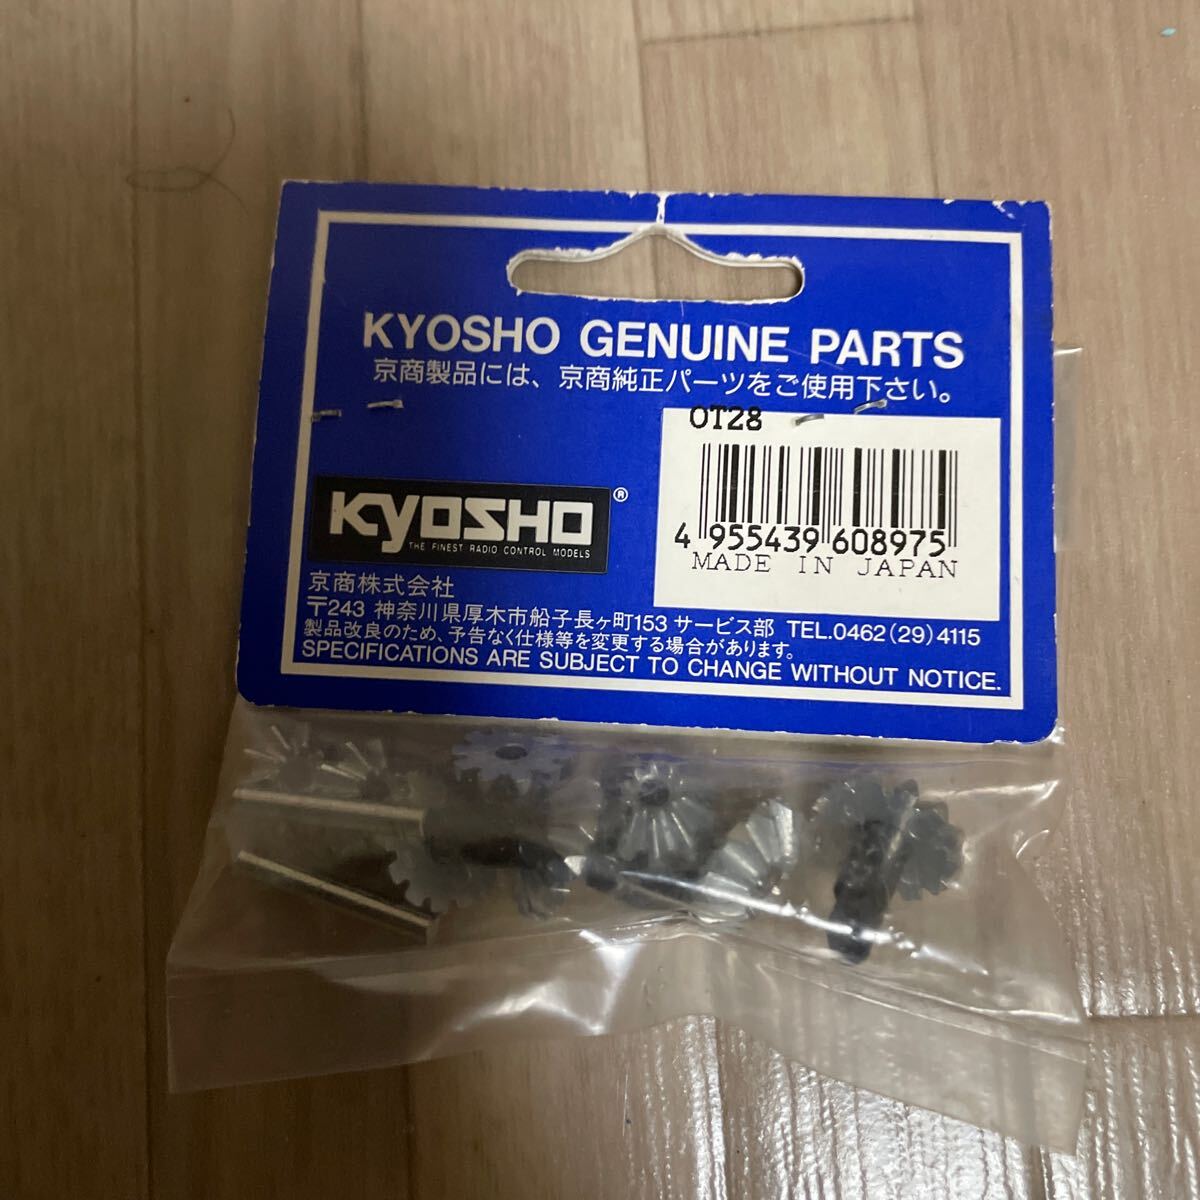 KYOSHO GENUINE PARTS
京商製品には、京商純正パーツをご使用下さい。
OT28
4 955439 608975
MADE IN JAPAN
KYOSHO ®
THE FINEST RADIO CONTROL MODELS
京商株式会社
〒243 神奈川県厚木市船子長ヶ町153 サービス部 TEL.0462(29)4115
製品改良のため、予告なく仕様等を変更する場合があります。
SPECIFICATIONS ARE SUBJECT TO CHANGE WITHOUT NOTICE.